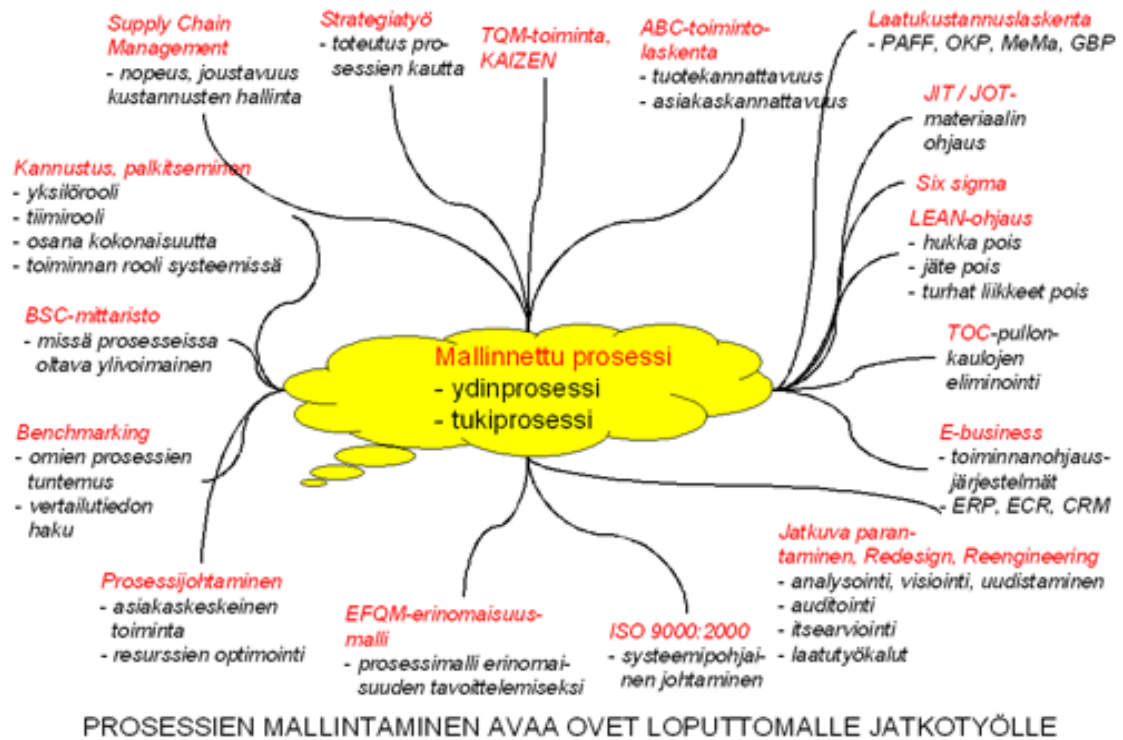 Supply Chain
Management
- nopeus, joustavuus
kustannusten hallinta
Strategiatyö
- toteutus pro-
sessien kautta
TQM-toiminta,
KAIZEN
ABC-toiminto-
laskenta
- tuotekannattavuus
- asiakaskannattavuus
Laatukustannuslaskenta
- PAFF, OKP, MeMa, GBP
JIT / JOT-
materiaalin
ohjaus
Six sigma
LEAN-ohjaus
- hukka pois
- jäte pois
- turhat liikkeet pois
TOC-pullon-
kaulojen
eliminointi
E-business
- toiminnanohjaus-
järjestelmät
- ERP, ECR, CRM
Jatkuva paran-
taminen, Redesign, Reengineering
- analysointi, visiointi, uudistaminen
- auditointi
- itsearviointi
- laatutyökalut
ISO 9000:2000
- systeemipohjai-
nen johtaminen
EFQM-erinomaisuus-
malli
- prosessimalli erinomai-
suuden tavoittelemiseksi
Prosessijohtaminen
- asiakaskeskeinen
toiminta
- resurssien optimointi
Benchmarking
- omien prosessien
tuntemus
- vertailutiedon
haku
BSC-mittaristo
- missä prosesseissa
oltava ylivoimainen
Kannustus, palkitseminen
- yksilörooli
- tiimirooli
- osana kokonaisuutta
- toiminnan rooli systeemissä
Mallinnettu prosessi
- ydinprosessi
- tukiprosessi
PROSESSIEN MALLINTAMINEN AVAA OVET LOPUTTOMALLE JATKOTYÖLLE